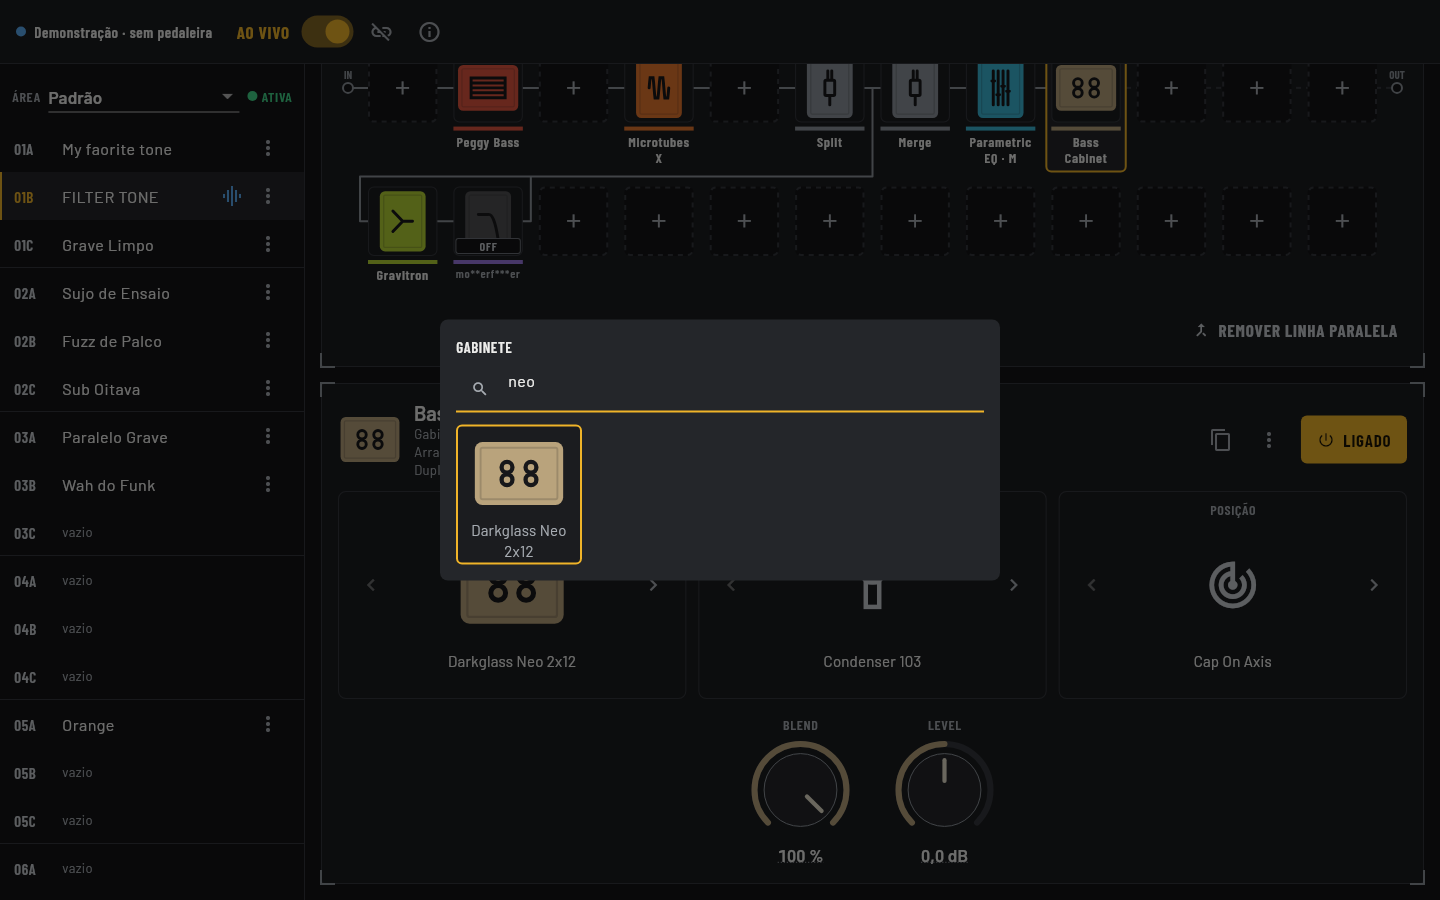 Demonstração · sem pedaleira
AO VIVO
ÁREA
Padrão
ATIVA
01A My faorite tone
01B FILTER TONE
01C Grave Limpo
02A Sujo de Ensaio
02B Fuzz de Palco
02C Sub Oitava
03A Paralelo Grave
03B Wah do Funk
03C vazio
04A vazio
04B vazio
04C vazio
05A Orange
05B vazio
05C vazio
06A vazio
IN
OUT
Peggy Bass
Microtubes
X
Split
Merge
Parametric
EQ · M
Bass
Cabinet
OFF
Gravitron
mo**erf***er
REMOVER LINHA PARALELA
GABINETE
neo
Darkglass Neo
2x12
Bas
Gabi
Arra
Dupl
LIGADO
Darkglass Neo 2x12
Condenser 103
POSIÇÃO
Cap On Axis
BLEND
LEVEL
100 %
0,0 dB